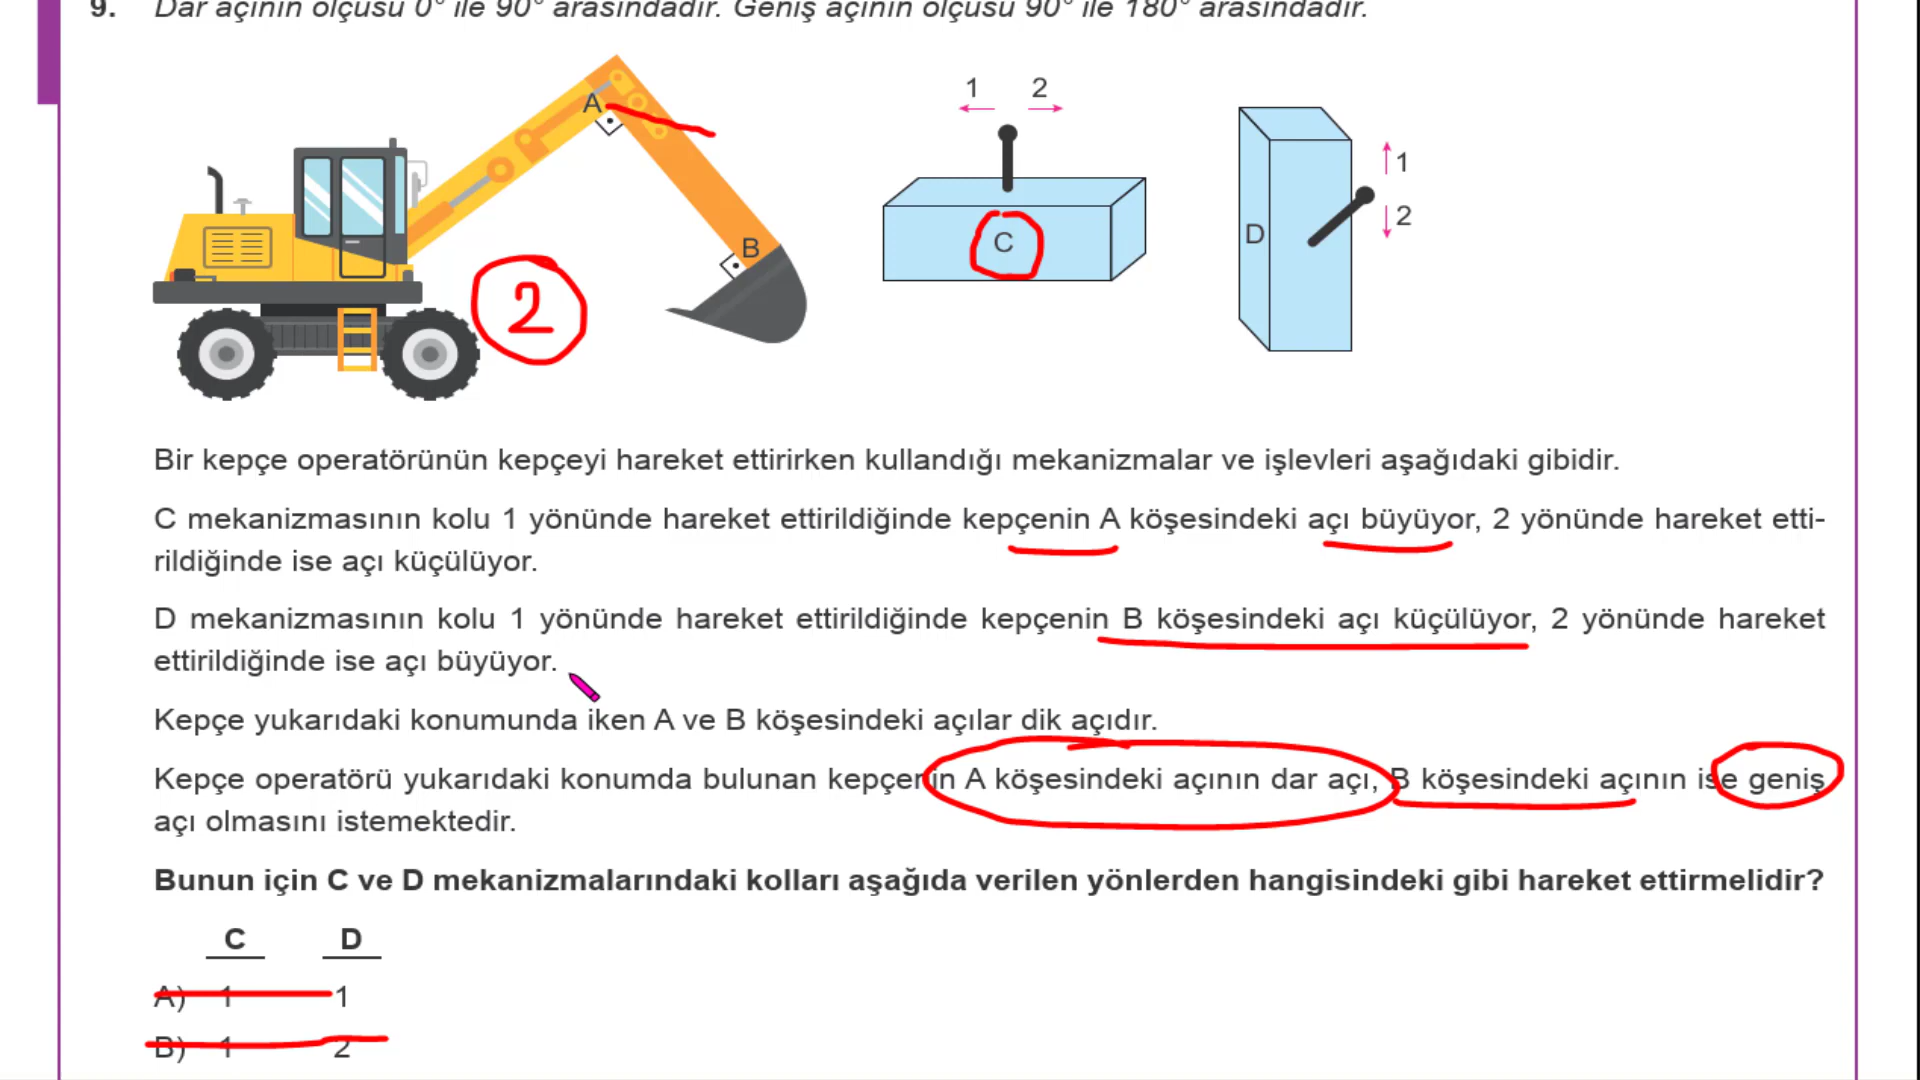 9. Dar açının ölçüsü 0° ile 90° arasındadır. Geniş açının ölçüsü 90° ile 180° arasındadır.
A
B
2
1 2
C
D
1
2
Bir kepçe operatörünün kepçeyi hareket ettirirken kullandığı mekanizmalar ve işlevleri aşağıdaki gibidir.
C mekanizmasının kolu 1 yönünde hareket ettirildiğinde kepçenin A köşesindeki açı büyüyor, 2 yönünde hareket etti-
rildiğinde ise açı küçülüyor.
D mekanizmasının kolu 1 yönünde hareket ettirildiğinde kepçenin B köşesindeki açı küçülüyor, 2 yönünde hareket
ettirildiğinde ise açı büyüyor.
Kepçe yukarıdaki konumunda iken A ve B köşesindeki açılar dik açıdır.
Kepçe operatörü yukarıdaki konumda bulunan kepçenin A köşesindeki açının dar açı, B köşesindeki açının ise geniş
açı olmasını istemektedir.
Bunun için C ve D mekanizmalarındaki kolları aşağıda verilen yönlerden hangisindeki gibi hareket ettirmelidir?
C D
A) 1 1
B) 1 2